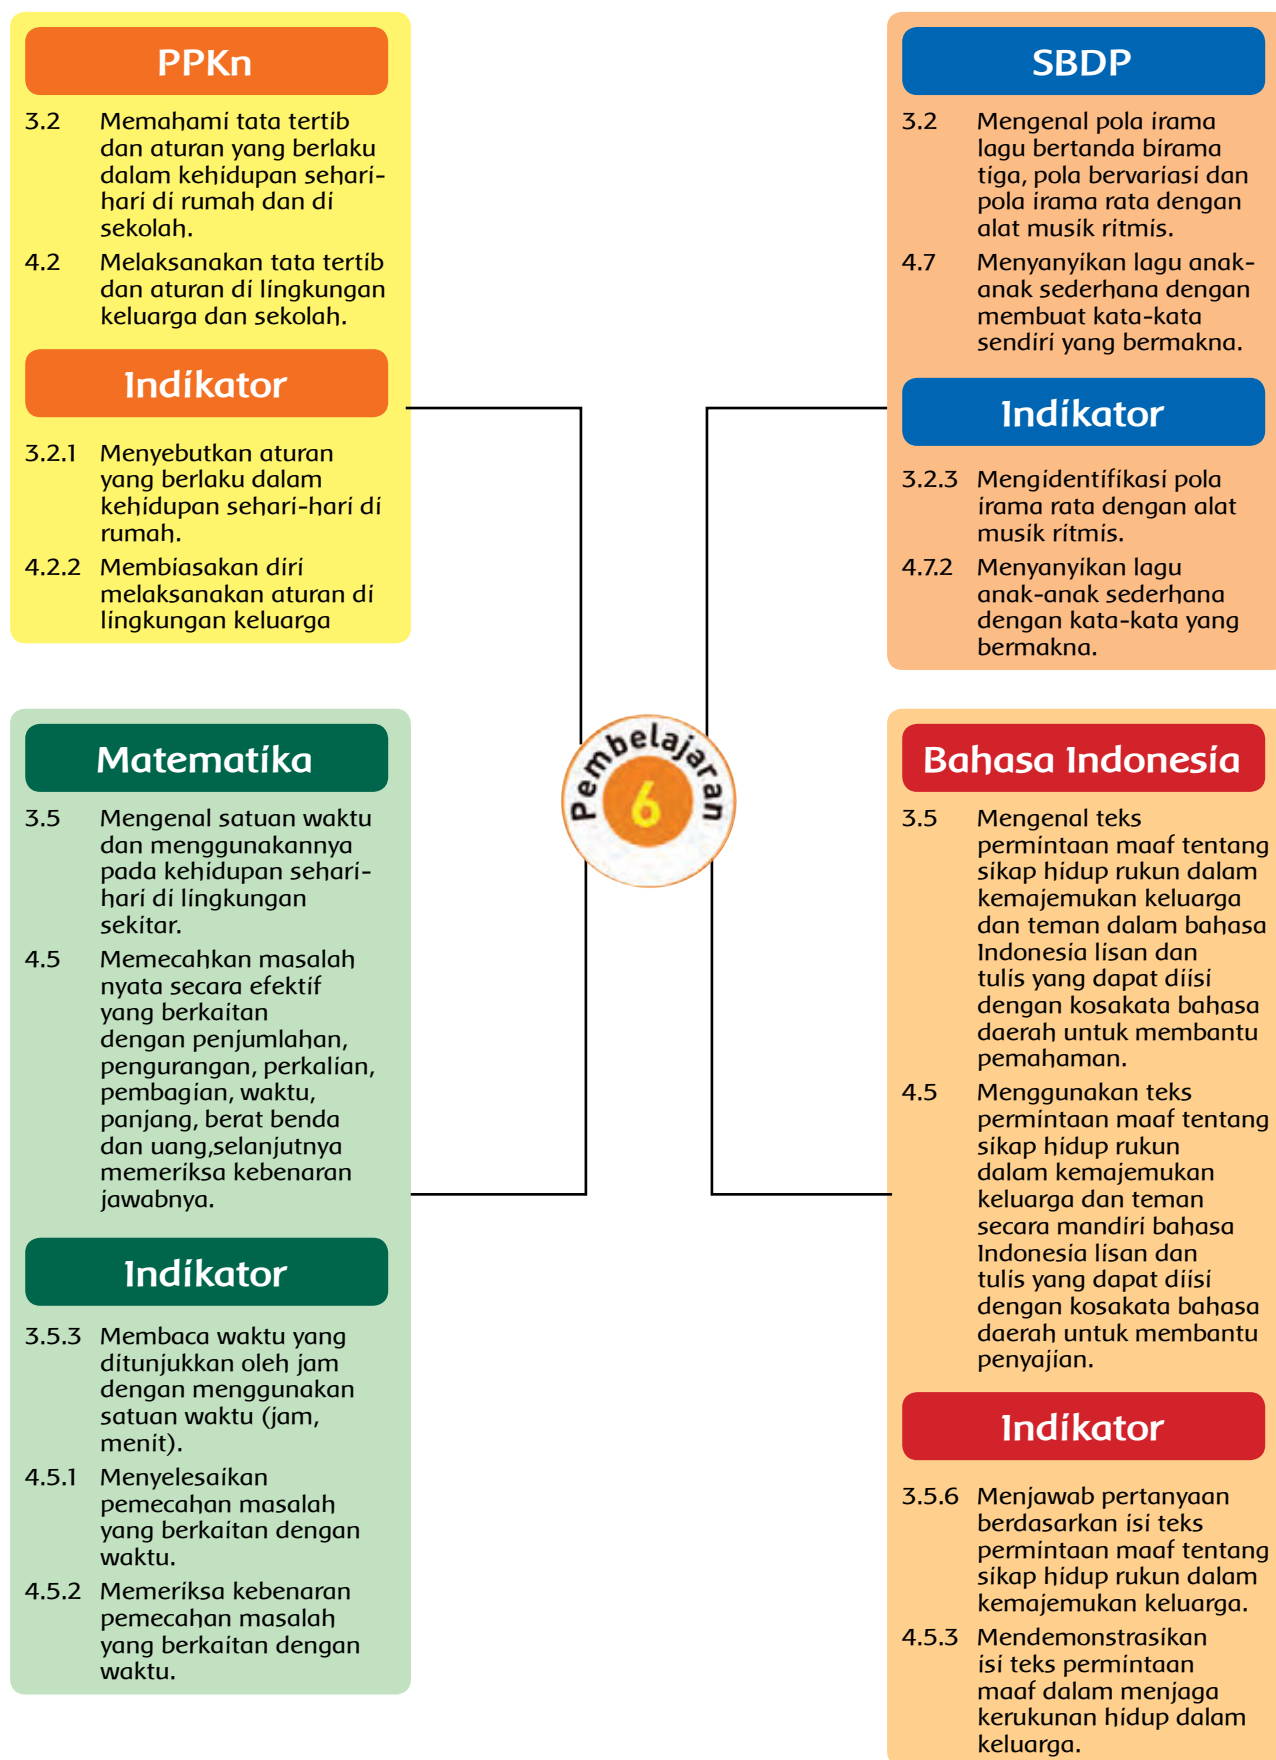 PPKn
3.2 Memahami tata tertib
dan aturan yang berlaku
dalam kehidupan sehari-
hari di rumah dan di
sekolah.
4.2 Melaksanakan tata tertib
dan aturan di lingkungan
keluarga dan sekolah.
Indikator
3.2.1 Menyebutkan aturan
yang berlaku dalam
kehidupan sehari-hari di
rumah.
4.2.2 Membiasakan diri
melaksanakan aturan di
lingkungan keluarga
SBDP
3.2 Mengenal pola irama
lagu bertanda birama
tiga, pola bervariasi dan
pola irama rata dengan
alat musik ritmis.
4.7 Menyanyikan lagu anak-
anak sederhana dengan
membuat kata-kata
sendiri yang bermakna.
Indikator
3.2.3 Mengidentifikasi pola
irama rata dengan alat
musik ritmis.
4.7.2 Menyanyikan lagu
anak-anak sederhana
dengan kata-kata yang
bermakna.
Pembelajaran
6
Matematika
3.5 Mengenal satuan waktu
dan menggunakannya
pada kehidupan sehari-
hari di lingkungan
sekitar.
4.5 Memecahkan masalah
nyata secara efektif
yang berkaitan
dengan penjumlahan,
pengurangan, perkalian,
pembagian, waktu,
panjang, berat benda
dan uang,selanjutnya
memeriksa kebenaran
jawabnya.
Indikator
3.5.3 Membaca waktu yang
ditunjukkan oleh jam
dengan menggunakan
satuan waktu (jam,
menit).
4.5.1 Menyelesaikan
pemecahan masalah
yang berkaitan dengan
waktu.
4.5.2 Memeriksa kebenaran
pemecahan masalah
yang berkaitan dengan
waktu.
Bahasa Indonesia
3.5 Mengenal teks
permintaan maaf tentang
sikap hidup rukun dalam
kemajemukan keluarga
dan teman dalam bahasa
Indonesia lisan dan
tulis yang dapat diisi
dengan kosakata bahasa
daerah untuk membantu
pemahaman.
4.5 Menggunakan teks
permintaan maaf tentang
sikap hidup rukun
dalam kemajemukan
keluarga dan teman
secara mandiri bahasa
Indonesia lisan dan
tulis yang dapat diisi
dengan kosakata bahasa
daerah untuk membantu
penyajian.
Indikator
3.5.6 Menjawab pertanyaan
berdasarkan isi teks
permintaan maaf tentang
sikap hidup rukun dalam
kemajemukan keluarga.
4.5.3 Mendemonstrasikan
isi teks permintaan
maaf dalam menjaga
kerukunan hidup dalam
keluarga.